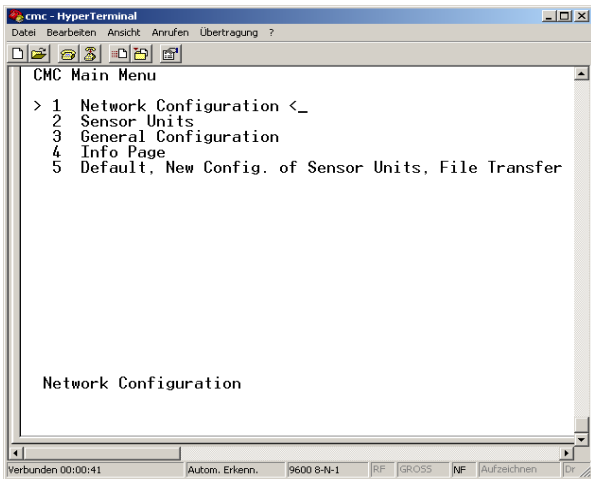 cmc - HyperTerminal
Datei Bearbeiten Ansicht Anrufen Übertragung ?
CMC Main Menu
> 1 Network Configuration <_
2 Sensor Units
3 General Configuration
4 Info Page
5 Default, New Config. of Sensor Units, File Transfer
Network Configuration
Verbunden 00:00:41 Autom. Erkenn. 9600 8-N-1 RF GROSS NF Aufzeichnen Dr